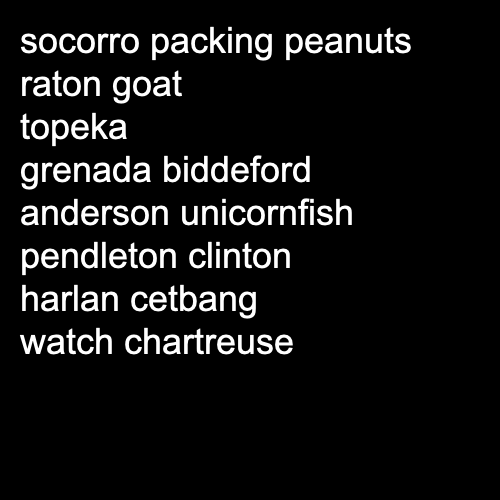 socorro packing peanuts
raton goat
topeka
grenada biddeford
anderson unicornfish
pendleton clinton
harlan cetbang
watch chartreuse